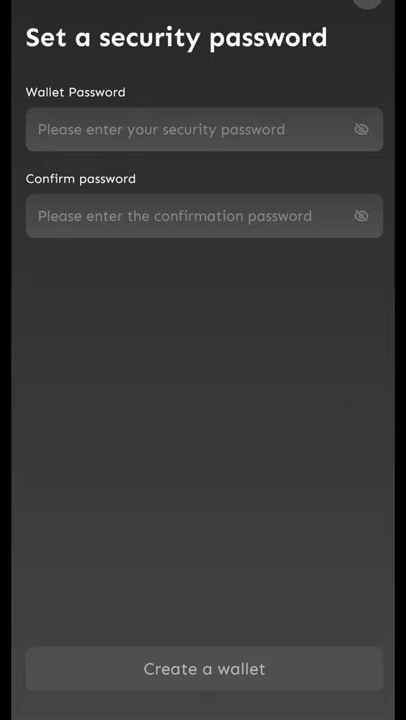 Set a security password
Wallet Password
Please enter your security password
Confirm password
Please enter the confirmation password
Create a wallet